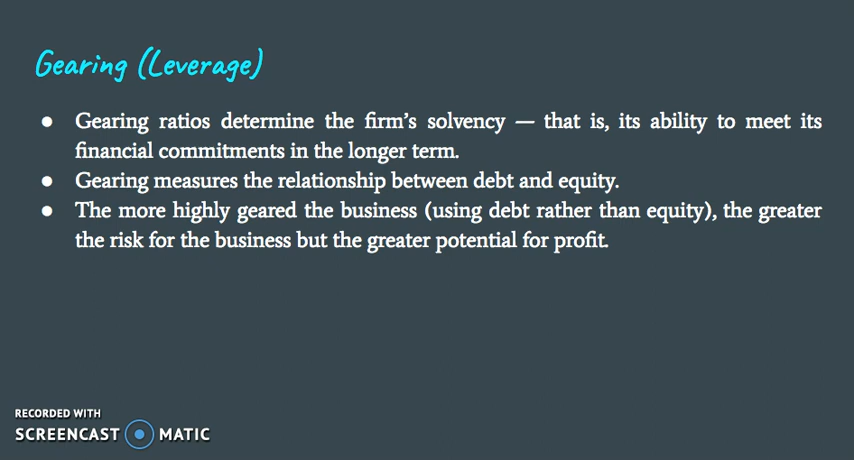 Gearing (Leverage)
● Gearing ratios determine the firm's solvency — that is, its ability to meet its
financial commitments in the longer term.
● Gearing measures the relationship between debt and equity.
● The more highly geared the business (using debt rather than equity), the greater
the risk for the business but the greater potential for profit.
RECORDED WITH
SCREENCAST MATIC